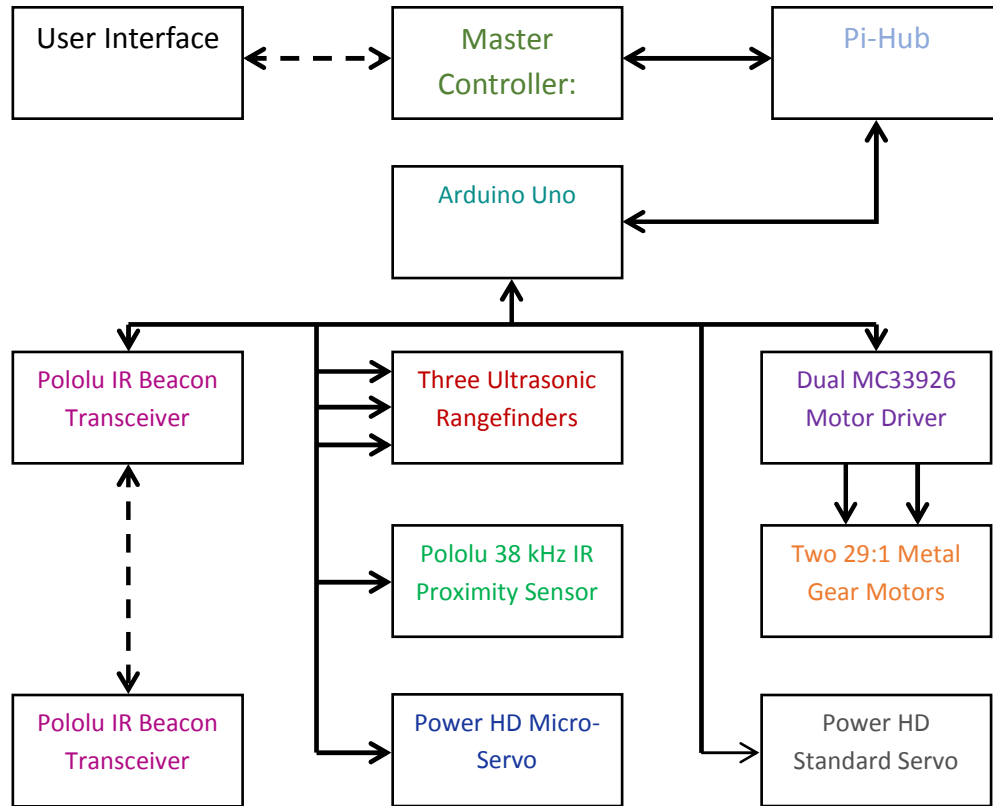 User Interface
Master
Controller:
Pi-Hub
Arduino Uno
Pololu IR Beacon
Transceiver
Three Ultrasonic
Rangefinders
Dual MC33926
Motor Driver
Pololu 38 kHz IR
Proximity Sensor
Two 29:1 Metal
Gear Motors
Pololu IR Beacon
Transceiver
Power HD Micro-
Servo
Power HD
Standard Servo